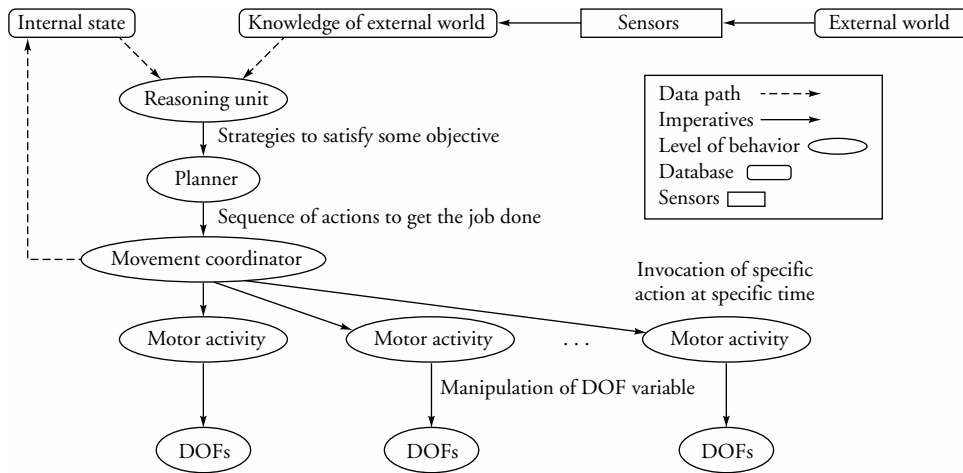 Internal state
Knowledge of external world
Sensors
External world
Data path
Imperatives
Level of behavior
Database
Sensors
Reasoning unit
Strategies to satisfy some objective
Planner
Sequence of actions to get the job done
Movement coordinator
Invocation of specific
action at specific time
Motor activity
Motor activity
. . .
Motor activity
Manipulation of DOF variable
DOFs
DOFs
DOFs